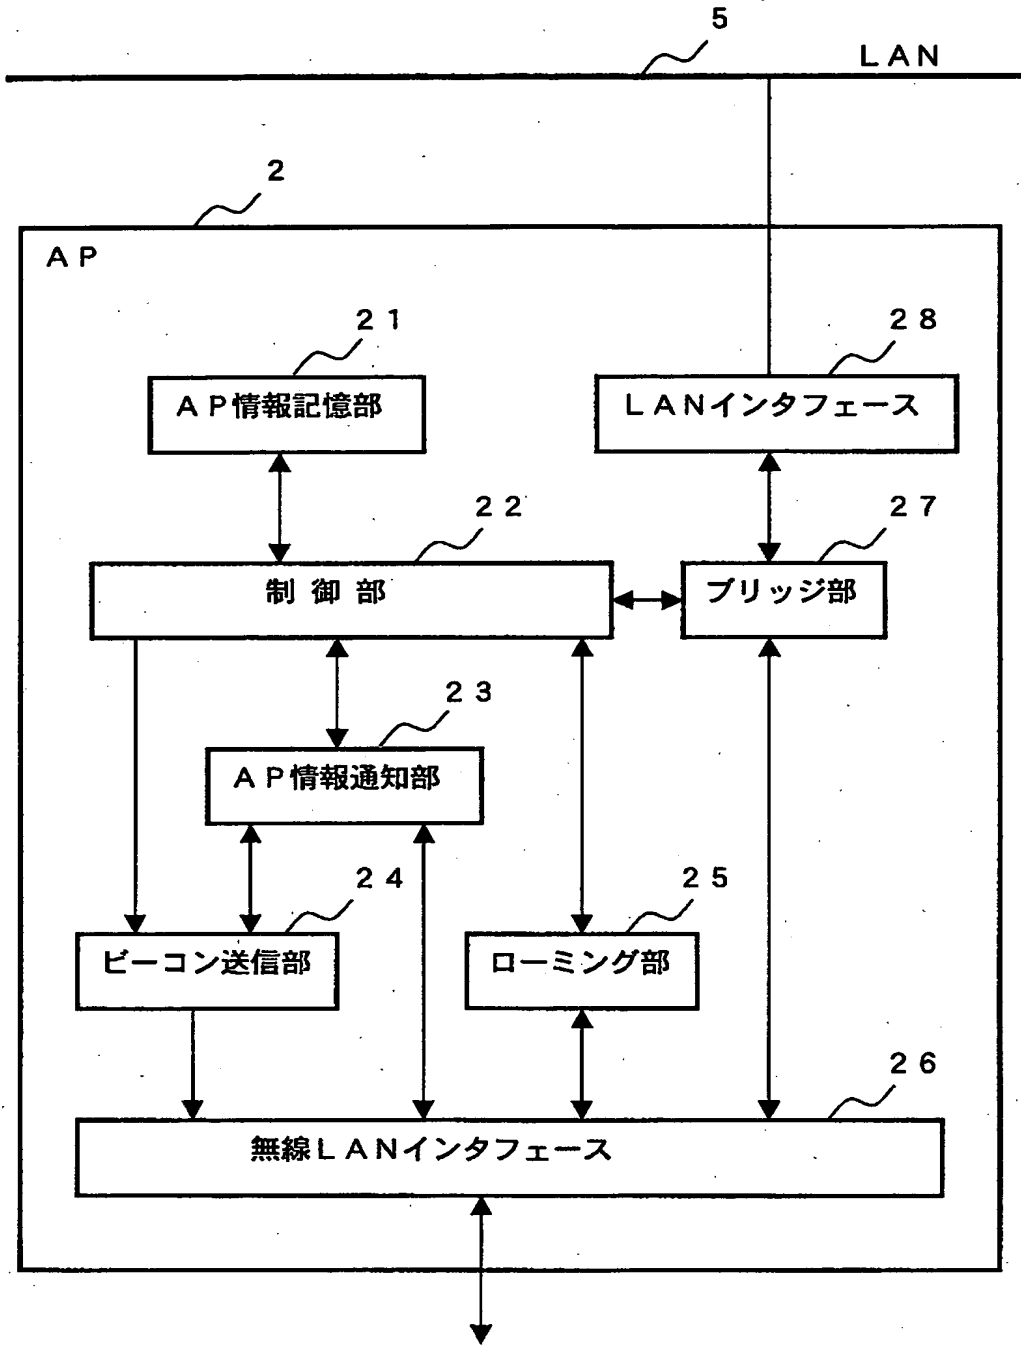 5
ＬＡＮ
2
ＡＰ
２１
２８
ＡＰ情報記憶部
ＬＡＮインタフェース
２２
２７
制御部
ブリッジ部
２３
ＡＰ情報通知部
２４
２５
ビーコン送信部
ローミング部
２６
無線ＬＡＮインタフェース